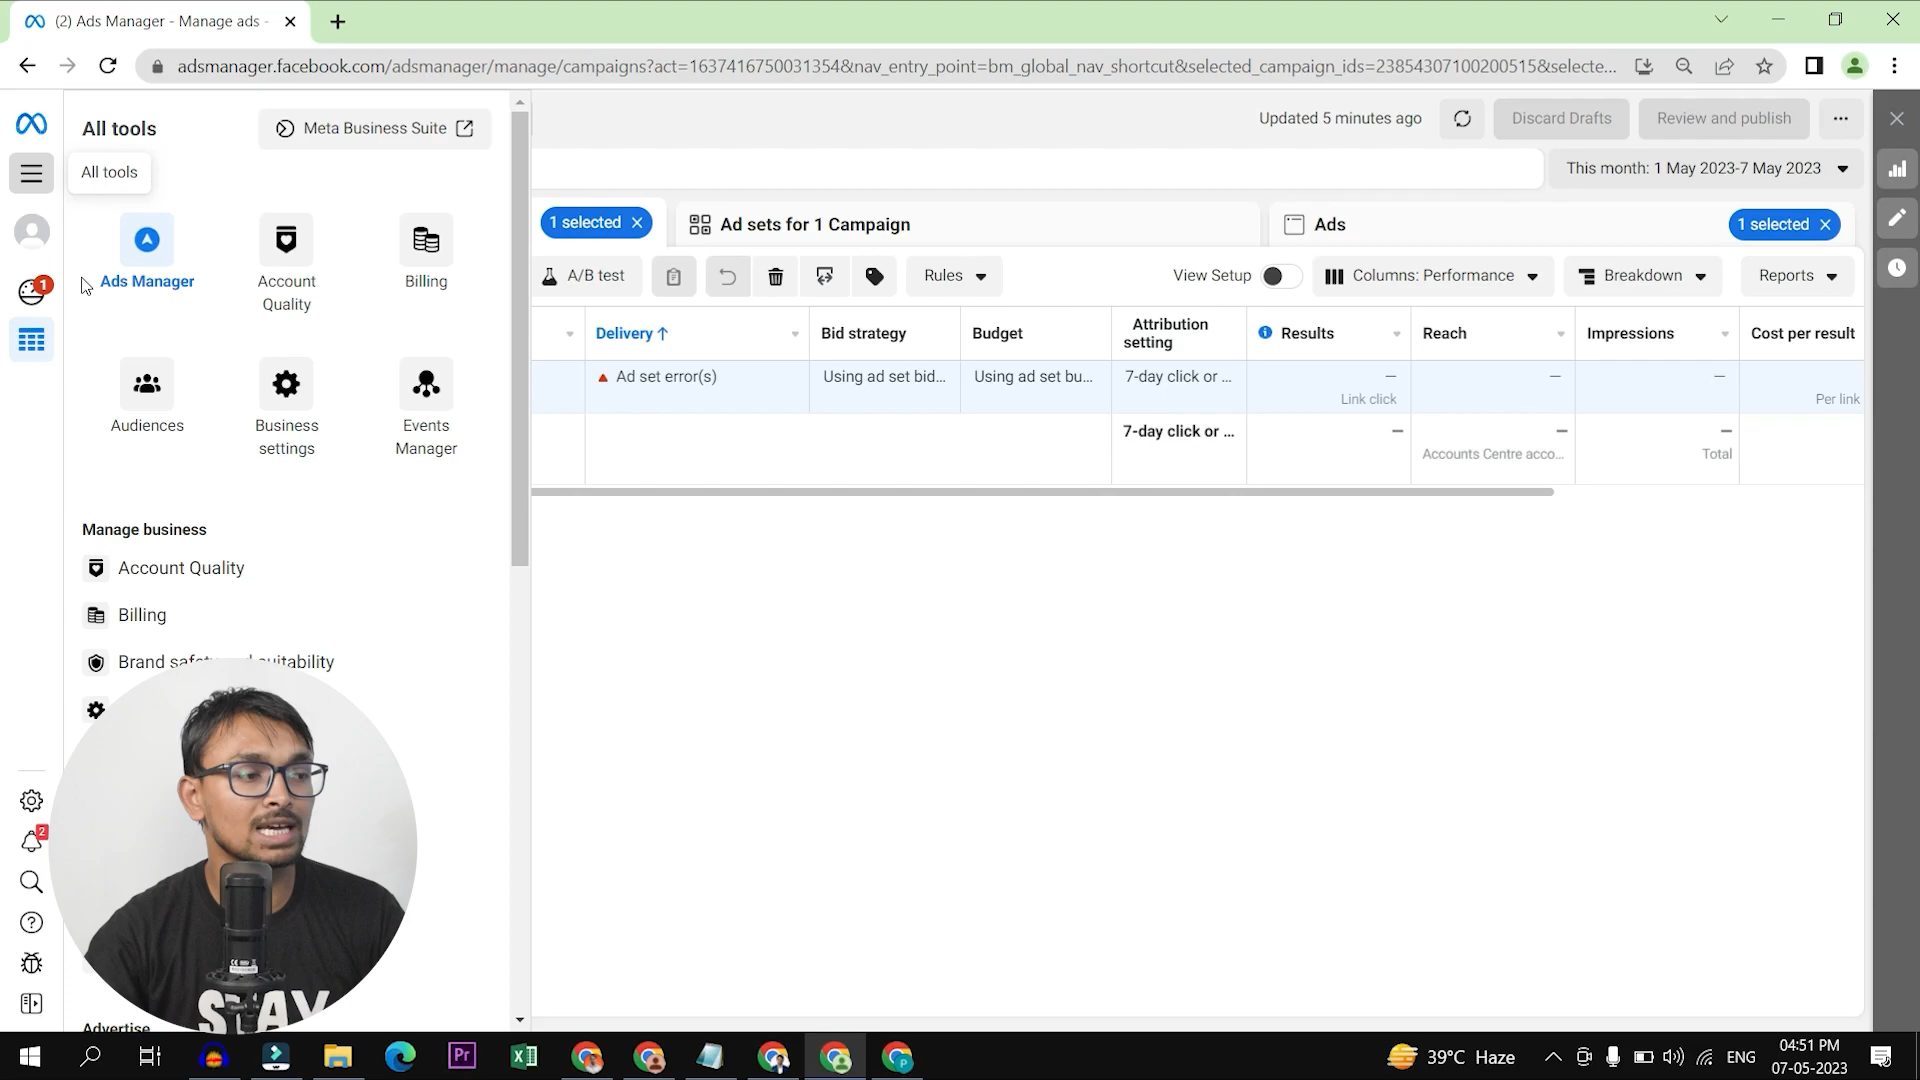 (2) Ads Manager - Manage ads -
adsmanager.facebook.com/adsmanager/manage/campaigns?act=1637416750031354&nav_entry_point=bm_global_nav_shortcut&selected_campaign_ids=23854307100200515&selecte...
All tools
Meta Business Suite
All tools
Updated 5 minutes ago
Discard Drafts
Review and publish
This month: 1 May 2023-7 May 2023
1 selected
Ad sets for 1 Campaign
Ads
1 selected
Ads Manager
Account Quality
Billing
1
A/B test
Rules
View Setup
Columns: Performance
Breakdown
Reports
Delivery ↑
Bid strategy
Budget
Attribution setting
Results
Reach
Impressions
Cost per result
Ad set error(s)
Using ad set bid...
Using ad set bu...
7-day click or ...
—
—
—
Link click
Per link
7-day click or ...
—
—
—
Accounts Centre acco...
Total
Audiences
Business settings
Events Manager
Manage business
Account Quality
Billing
2
Advertise
STAY
Pr
39°C Haze
ENG
04:51 PM
07-05-2023